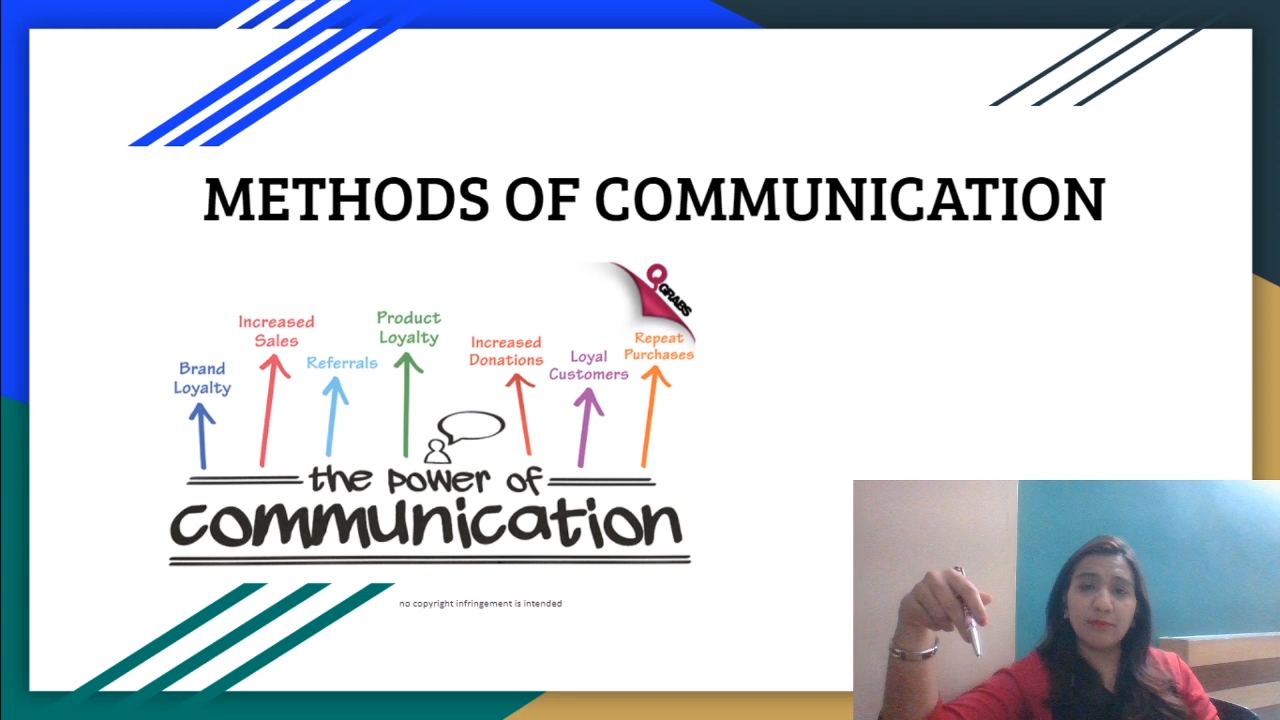 METHODS OF COMMUNICATION
QGRABS
Increased
Sales
Product
Loyalty
Increased
Donations
Repeat
Purchases
Brand
Loyalty
Referrals
Loyal
Customers
the power of
communication
no copyright infringement is intended